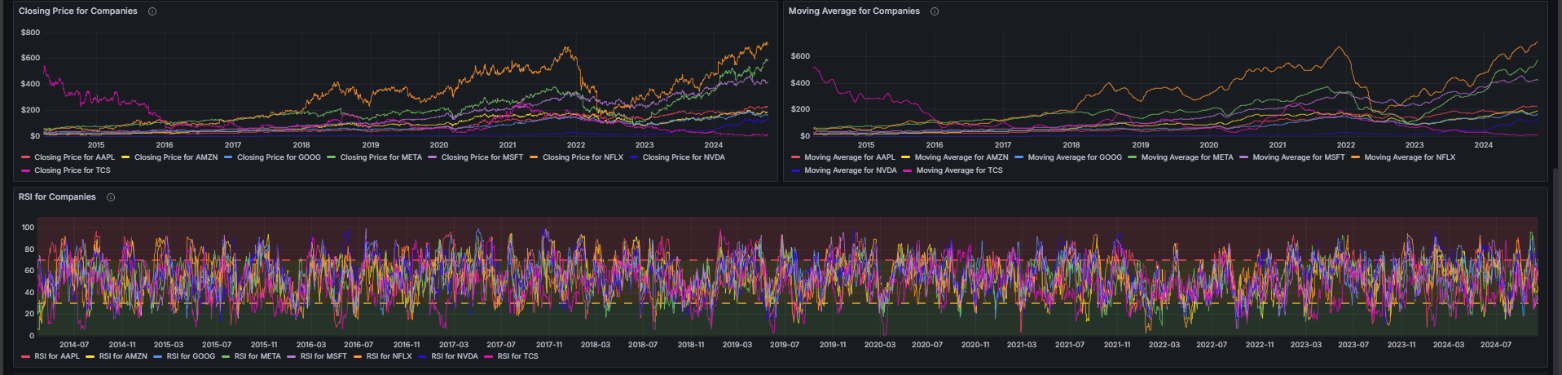 Closing Price for Companies
$800
$600
$400
$200
$0
2015 2016 2017 2018 2019 2020 2021 2022 2023 2024
Closing Price for AAPL Closing Price for AMZN Closing Price for GOOG Closing Price for META Closing Price for MSFT Closing Price for NFLX Closing Price for NVDA
Closing Price for TCS
Moving Average for Companies
$600
$400
$200
$0
2015 2016 2017 2018 2019 2020 2021 2022 2023 2024
Moving Average for AAPL Moving Average for AMZN Moving Average for GOOG Moving Average for META Moving Average for MSFT Moving Average for NFLX
Moving Average for NVDA Moving Average for TCS
RSI for Companies
100
80
60
40
20
0
2014-07 2014-11 2015-03 2015-07 2015-11 2016-03 2016-07 2016-11 2017-03 2017-07 2017-11 2018-03 2018-07 2018-11 2019-03 2019-07 2019-11 2020-03 2020-07 2020-11 2021-03 2021-07 2021-11 2022-03 2022-07 2022-11 2023-03 2023-07 2023-11 2024-03 2024-07
RSI for AAPL RSI for AMZN RSI for GOOG RSI for META RSI for MSFT RSI for NFLX RSI for NVDA RSI for TCS